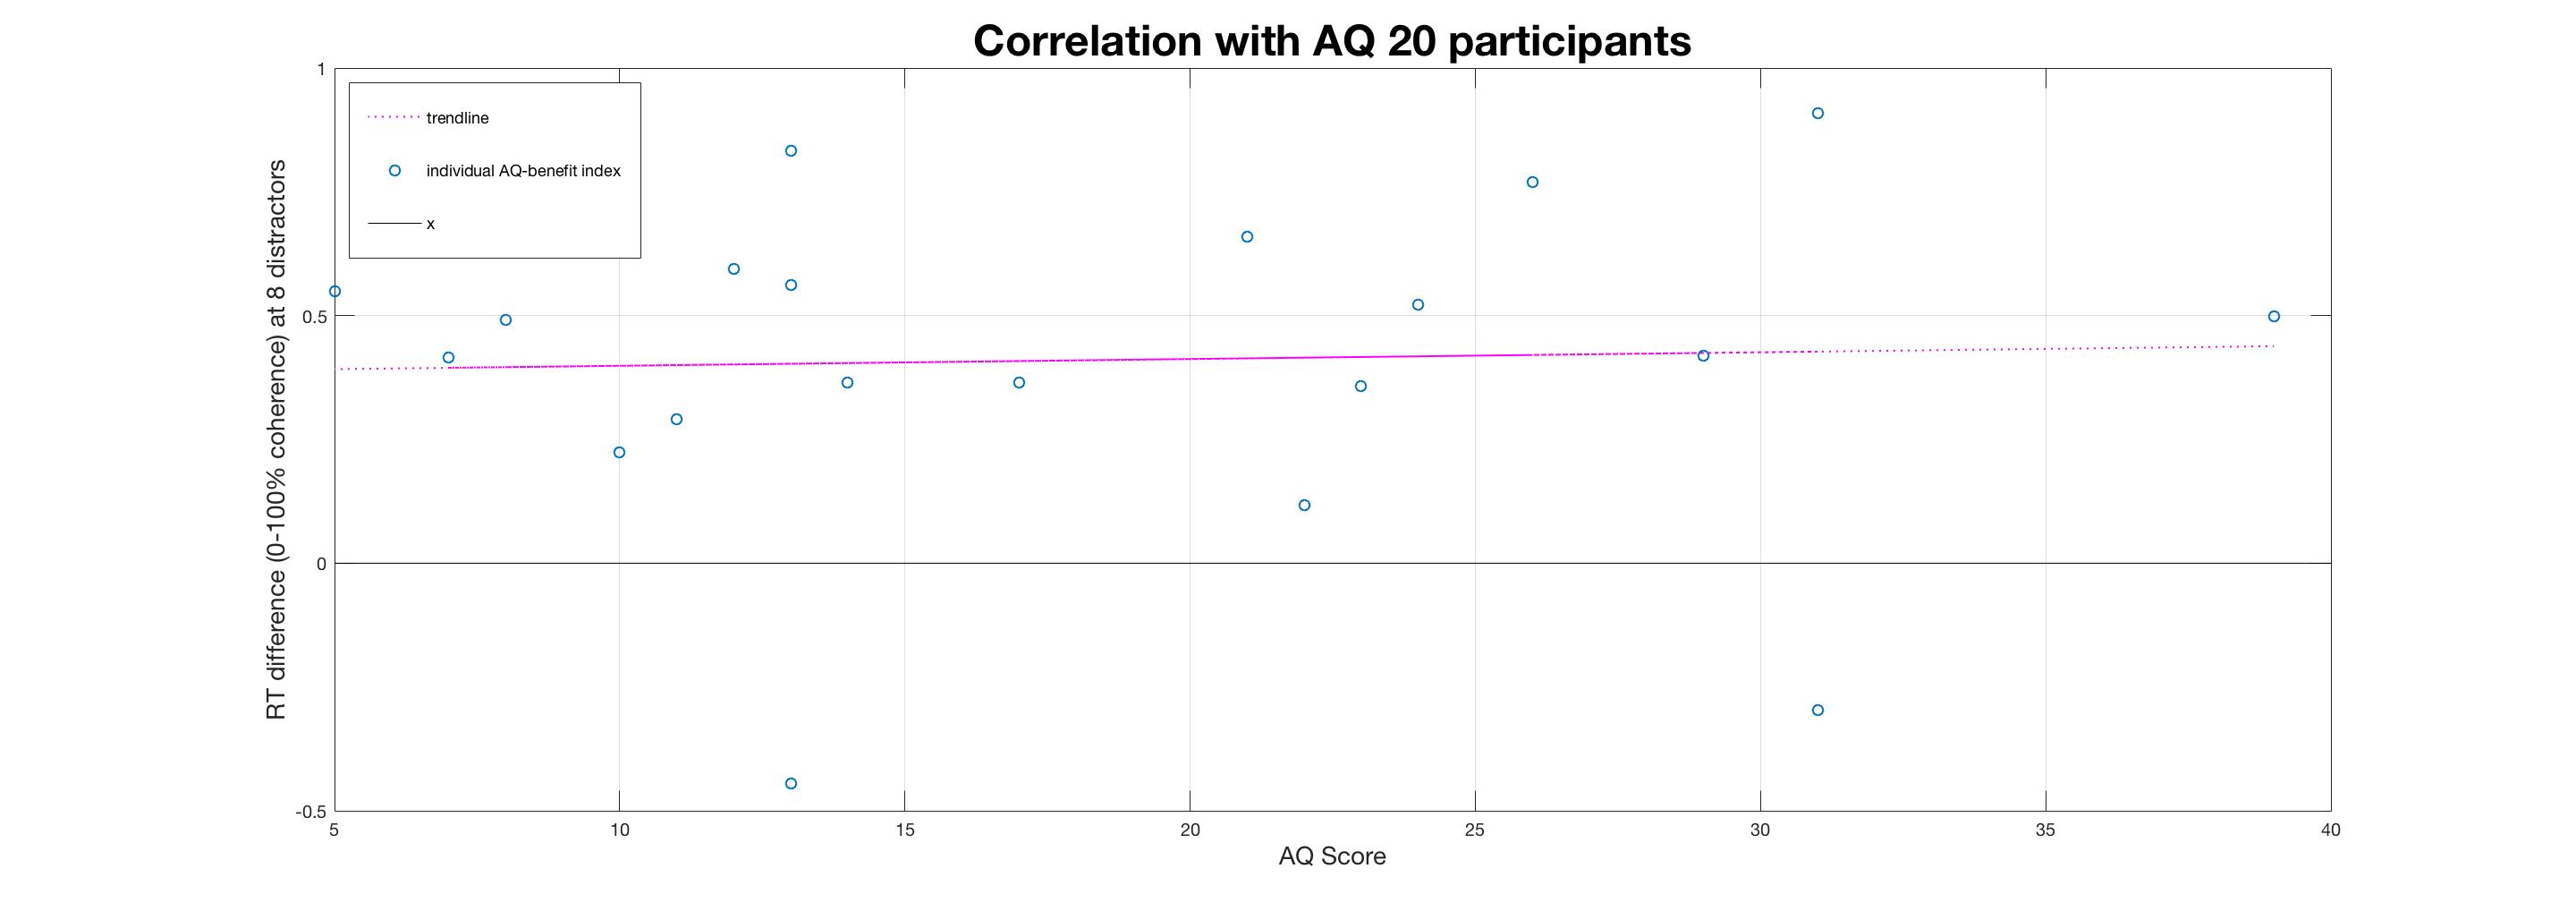 Correlation with AQ 20 participants
1
trendline
individual AQ-benefit index
x
0.5
0
-0.5
RT difference (0-100% coherence) at 8 distractors
5 10 15 20 25 30 35 40
AQ Score